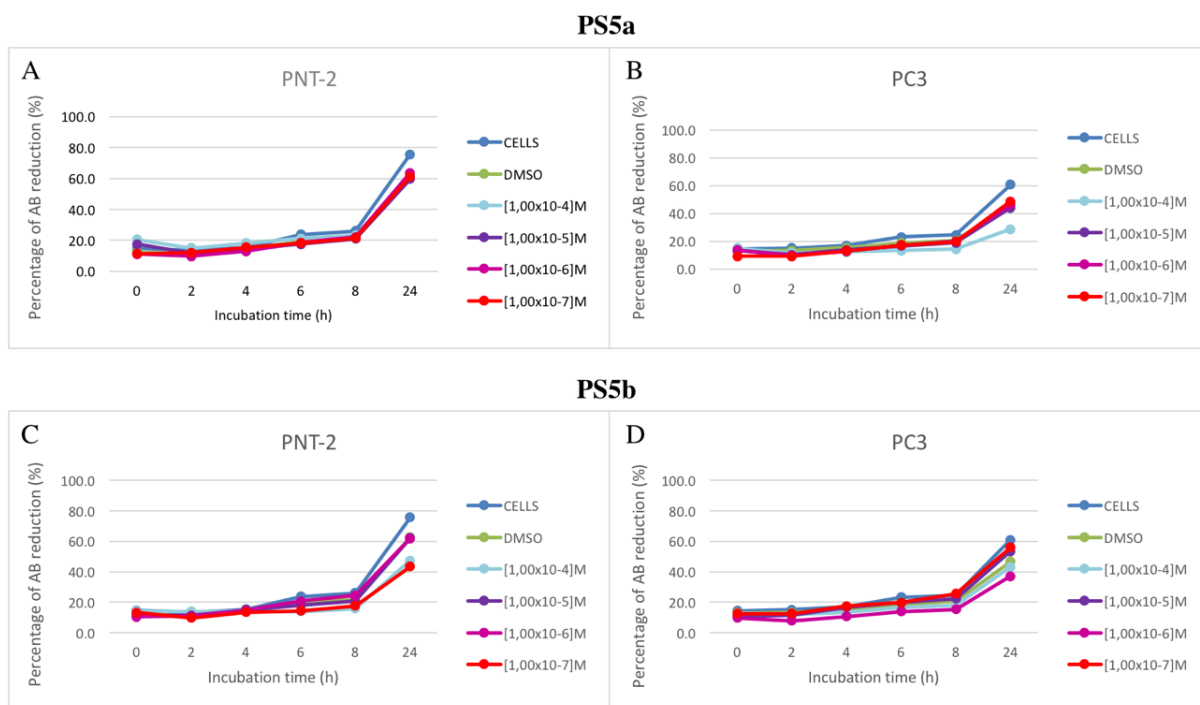 PS5a
A
PNT-2
Percentage of AB reduction (%)
100.0
80.0
60.0
40.0
20.0
0.0
0 2 4 6 8 24
Incubation time (h)
CELLS
DMSO
[1,00x10-4]M
[1,00x10-5]M
[1,00x10-6]M
[1,00x10-7]M
B
PC3
Percentage of AB reduction (%)
100.0
80.0
60.0
40.0
20.0
0.0
0 2 4 6 8 24
Incubation time (h)
CELLS
DMSO
[1,00x10-4]M
[1,00x10-5]M
[1,00x10-6]M
[1,00x10-7]M
PS5b
C
PNT-2
Percentage of AB reduction (%)
100.0
80.0
60.0
40.0
20.0
0.0
0 2 4 6 8 24
Incubation time (h)
CELLS
DMSO
[1,00x10-4]M
[1,00x10-5]M
[1,00x10-6]M
[1,00x10-7]M
D
PC3
Percentage of AB reduction (%)
100.0
80.0
60.0
40.0
20.0
0.0
0 2 4 6 8 24
Incubation time (h)
CELLS
DMSO
[1,00x10-4]M
[1,00x10-5]M
[1,00x10-6]M
[1,00x10-7]M